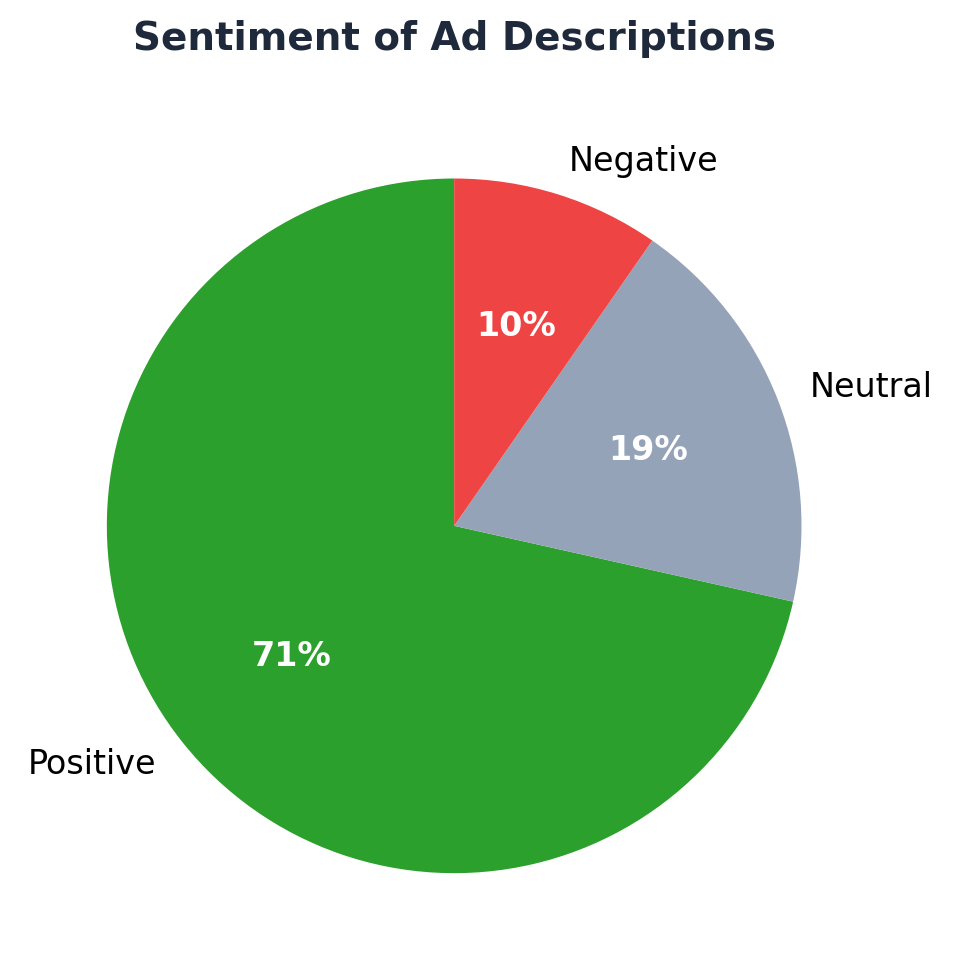 Sentiment of Ad Descriptions
Negative
10%
Neutral
19%
71%
Positive